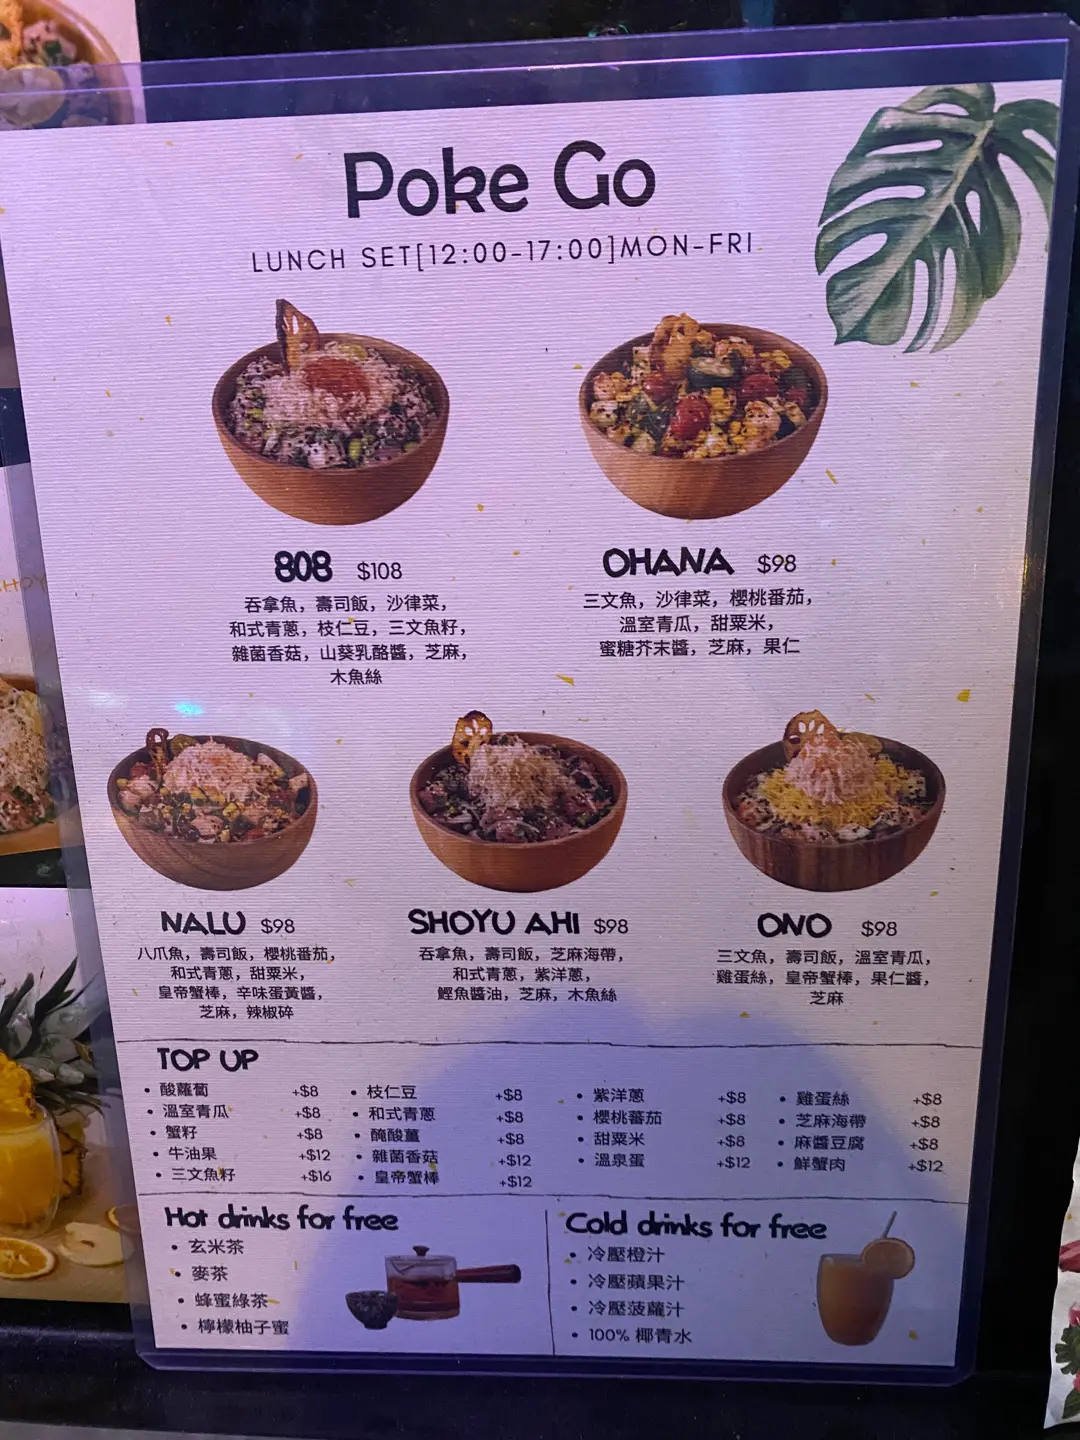 Poke Go
LUNCH SET[12:00-17:00]MON-FRI
808 $108
吞拿魚，壽司飯，沙律菜，
和式青蔥，枝仁豆，三文魚籽，
雜菌香菇，山葵乳酪醬，芝麻，
木魚絲
OHANA $98
三文魚，沙律菜，櫻桃番茄，
溫室青瓜，甜粟米，
蜜糖芥末醬，芝麻，果仁
NALU $98
八爪魚，壽司飯，櫻桃番茄，
和式青蔥，甜粟米，
皇帝蟹棒，辛味蛋黃醬，
芝麻，辣椒碎
SHOYU AHI $98
吞拿魚，壽司飯，芝麻海帶，
和式青蔥，紫洋蔥，
鰹魚醬油，芝麻，木魚絲
ONO $98
三文魚，壽司飯，溫室青瓜，
雞蛋絲，皇帝蟹棒，果仁醬，
芝麻
TOP UP
• 酸蘿蔔 +$8
• 溫室青瓜 +$8
• 蟹籽 +$8
• 牛油果 +$12
• 三文魚籽 +$16
• 枝仁豆 +$8
• 和式青蔥 +$8
• 醃酸薑 +$8
• 雜菌香菇 +$12
• 皇帝蟹棒 +$12
• 紫洋蔥 +$8
• 櫻桃蕃茄 +$8
• 甜粟米 +$8
• 溫泉蛋 +$12
• 雞蛋絲 +$8
• 芝麻海帶 +$8
• 麻醬豆腐 +$8
• 鮮蟹肉 +$12
Hot drinks for free
• 玄米茶
• 麥茶
• 蜂蜜綠茶
• 檸檬柚子蜜
Cold drinks for free
• 冷壓橙汁
• 冷壓蘋果汁
• 冷壓菠蘿汁
• 100% 椰青水